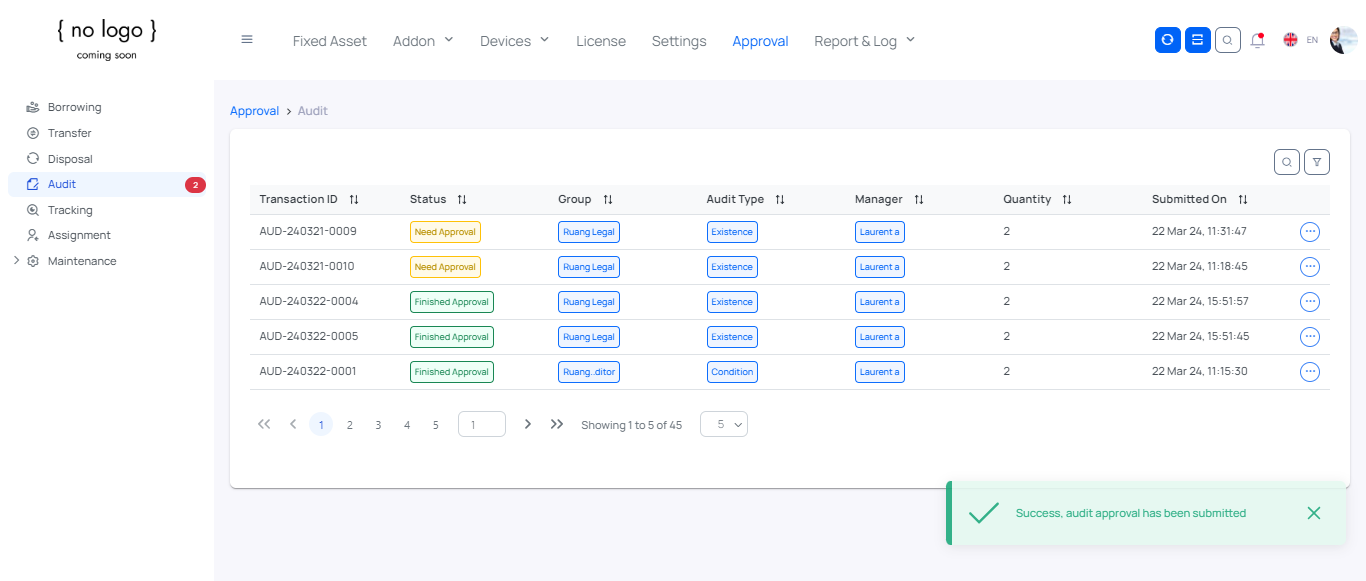 { no logo }
coming soon
Fixed Asset Addon Devices License Settings Approval Report & Log EN
Borrowing
Transfer
Disposal
Audit 2
Tracking
Assignment
Maintenance
Approval > Audit
Transaction ID Status Group Audit Type Manager Quantity Submitted On
AUD-240321-0009 Need Approval Ruang Legal Existence Laurent a 2 22 Mar 24, 11:31:47
AUD-240321-0010 Need Approval Ruang Legal Existence Laurent a 2 22 Mar 24, 11:18:45
AUD-240322-0004 Finished Approval Ruang Legal Existence Laurent a 2 22 Mar 24, 15:51:57
AUD-240322-0005 Finished Approval Ruang Legal Existence Laurent a 2 22 Mar 24, 15:51:45
AUD-240322-0001 Finished Approval Ruang..ditor Condition Laurent a 2 22 Mar 24, 11:15:30
1 2 3 4 5 1 Showing 1 to 5 of 45 5
Success, audit approval has been submitted